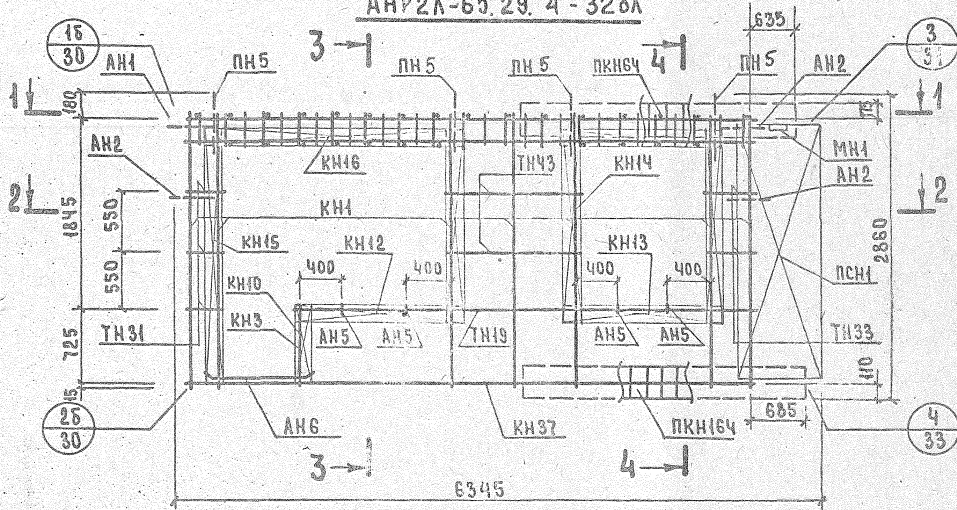 АНР2Л-65.29.4-32бл
635
1б
30
3
3
4
АН1
ПН5
ПН5
ПН5
ПКН64
ПН5
АН2
1
180
1
АН2
КН16
ТН43
КН14
МН1
АН2
2
2
1845
550
КН1
КН15
КН12
КН13
2860
400
400
400
400
ПСН1
550
КН10
КН3
ТН31
АН5
АН5
ТН19
АН5
АН5
ТН33
725
110
15
2б
30
АН6
КН37
ПКН164
685
4
33
3
4
6345